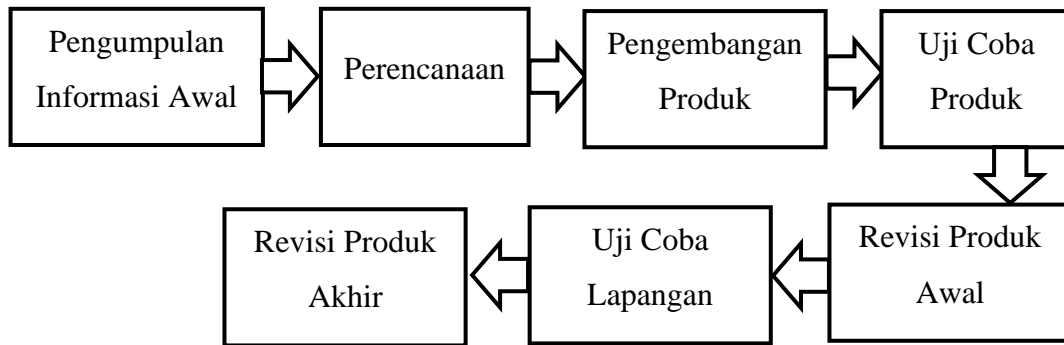 Pengumpulan
Informasi Awal
Perencanaan
Pengembangan
Produk
Uji Coba
Produk
Revisi Produk
Awal
Uji Coba
Lapangan
Revisi Produk
Akhir